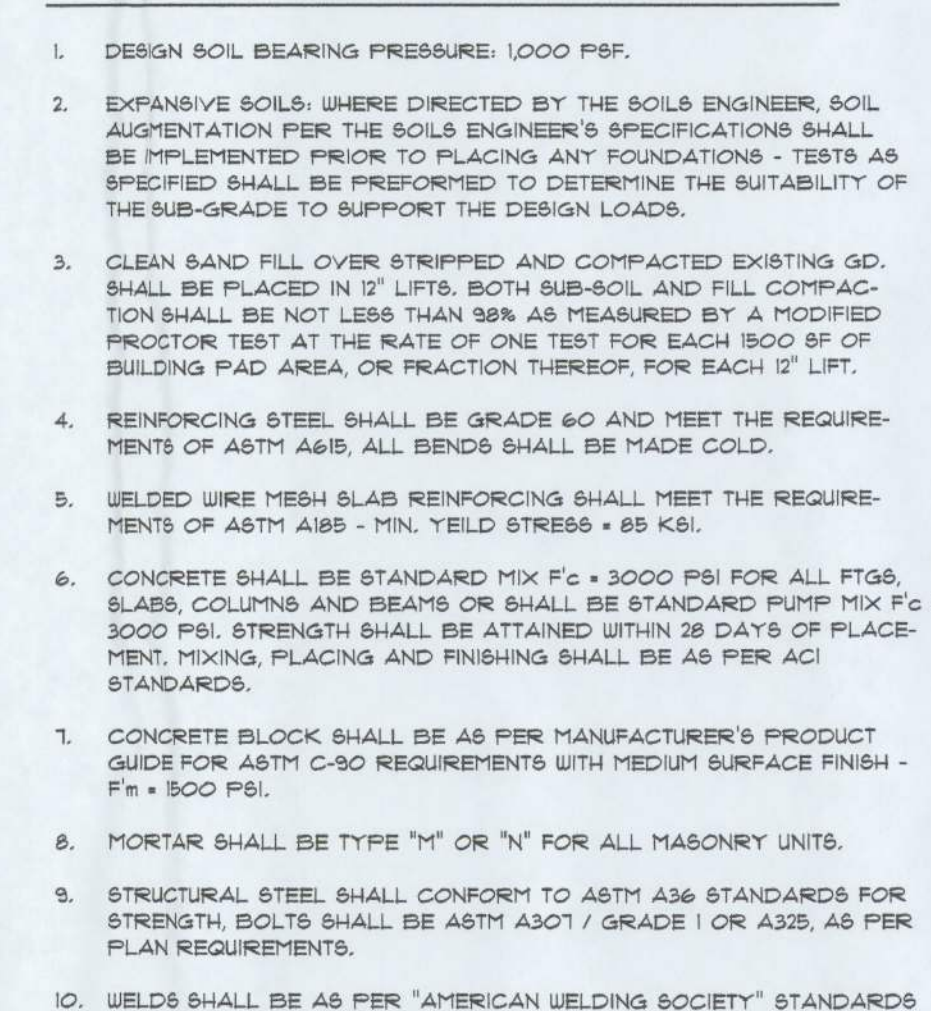 1. DESIGN SOIL BEARING PRESSURE: 1,000 PSF.
2. EXPANSIVE SOILS: WHERE DIRECTED BY THE SOILS ENGINEER, SOIL
AUGMENTATION PER THE SOILS ENGINEER'S SPECIFICATIONS SHALL
BE IMPLEMENTED PRIOR TO PLACING ANY FOUNDATIONS - TESTS AS
SPECIFIED SHALL BE PREFORMED TO DETERMINE THE SUITABILITY OF
THE SUB-GRADE TO SUPPORT THE DESIGN LOADS.
3. CLEAN SAND FILL OVER STRIPPED AND COMPACTED EXISTING GD.
SHALL BE PLACED IN 12" LIFTS. BOTH SUB-SOIL AND FILL COMPAC-
TION SHALL BE NOT LESS THAN 98% AS MEASURED BY A MODIFIED
PROCTOR TEST AT THE RATE OF ONE TEST FOR EACH 1500 SF OF
BUILDING PAD AREA, OR FRACTION THEREOF, FOR EACH 12" LIFT.
4. REINFORCING STEEL SHALL BE GRADE 60 AND MEET THE REQUIRE-
MENTS OF ASTM A615, ALL BENDS SHALL BE MADE COLD.
5. WELDED WIRE MESH SLAB REINFORCING SHALL MEET THE REQUIRE-
MENTS OF ASTM A185 - MIN. YEILD STRESS = 85 KSI.
6. CONCRETE SHALL BE STANDARD MIX F'c = 3000 PSI FOR ALL FTGS,
SLABS, COLUMNS AND BEAMS OR SHALL BE STANDARD PUMP MIX F'c
3000 PSI. STRENGTH SHALL BE ATTAINED WITHIN 28 DAYS OF PLACE-
MENT. MIXING, PLACING AND FINISHING SHALL BE AS PER ACI
STANDARDS.
7. CONCRETE BLOCK SHALL BE AS PER MANUFACTURER'S PRODUCT
GUIDE FOR ASTM C-90 REQUIREMENTS WITH MEDIUM SURFACE FINISH -
F'm = 1500 PSI.
8. MORTAR SHALL BE TYPE "M" OR "N" FOR ALL MASONRY UNITS.
9. STRUCTURAL STEEL SHALL CONFORM TO ASTM A36 STANDARDS FOR
STRENGTH, BOLTS SHALL BE ASTM A307 / GRADE 1 OR A325, AS PER
PLAN REQUIREMENTS.
10. WELDS SHALL BE AS PER "AMERICAN WELDING SOCIETY" STANDARDS